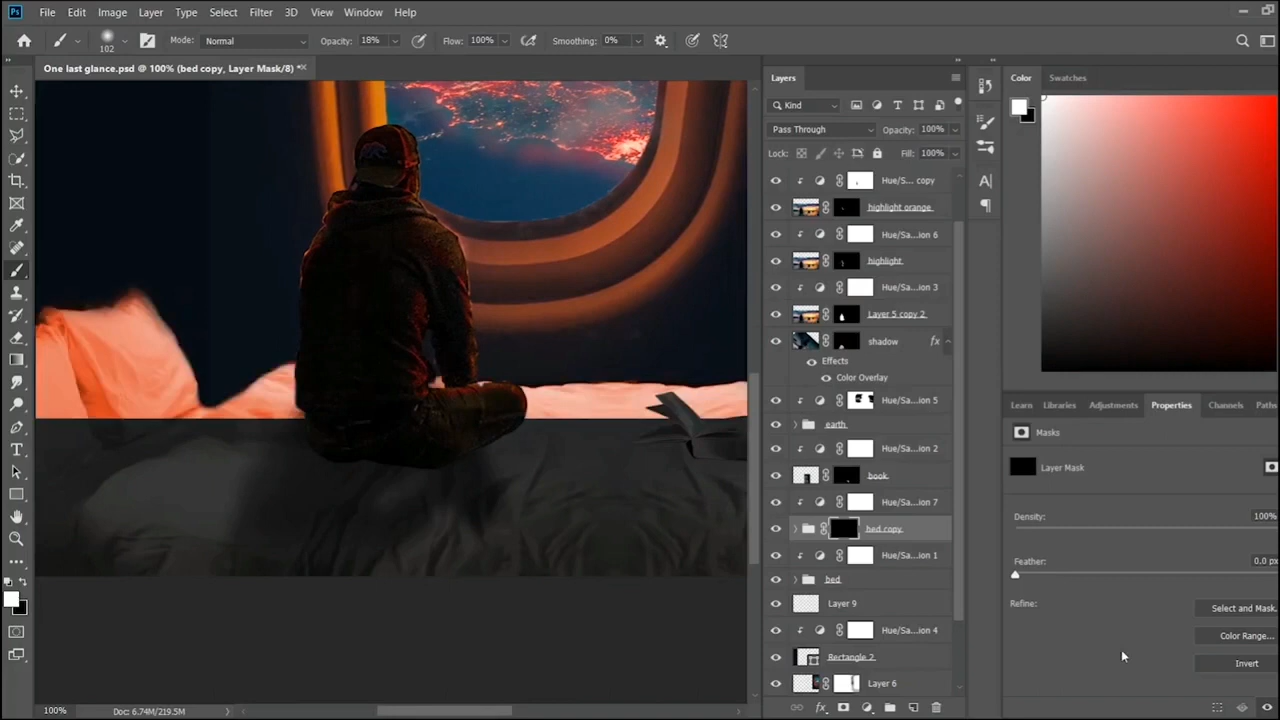 Ps File Edit Image Layer Type Select Filter 3D View Window Help
102 Mode: Normal Opacity: 18% Flow: 100% Smoothing: 0%
One last glance.psd @ 100% (bed copy, Layer Mask/8) *
Layers
Kind
Pass Through Opacity: 100%
Lock: Fill: 100%
Hue/S... copy
highlight orange
Hue/Sa...ion 6
highlight
Hue/Sa...ion 3
Layer 5 copy 2
shadow fx
Effects
Color Overlay
Hue/Sa...ion 5
earth
Hue/Sa...ion 2
book
Hue/Sa...ion 7
bed copy
Hue/Sa...ion 1
bed
Layer 9
Hue/Sa...ion 4
Rectangle 2
Layer 6
fx
Color Swatches
Learn Libraries Adjustments Properties Channels Paths
Masks
Layer Mask
Density: 100%
Feather: 0.0 px
Refine: Select and Mask...
Color Range...
Invert
100% Doc: 6.74M/219.5M